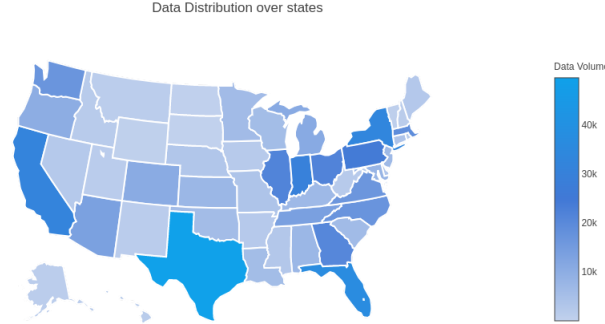 Data Distribution over states
Data Volume
40k
30k
20k
10k